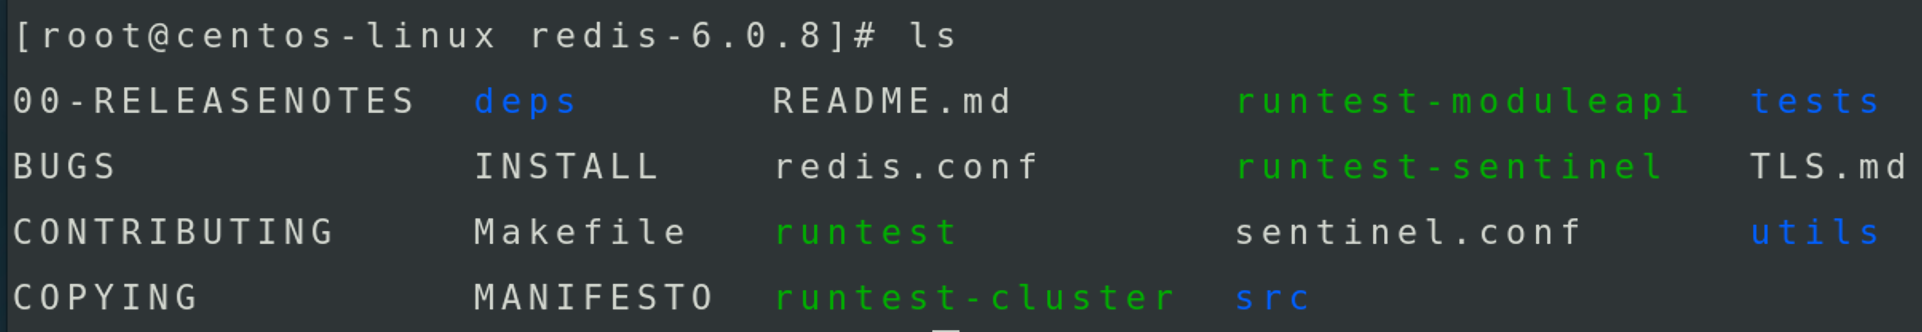 [root@centos-linux redis-6.0.8]# ls
00-RELEASENOTES  deps       README.md        runtest-moduleapi  tests
BUGS             INSTALL    redis.conf       runtest-sentinel   TLS.md
CONTRIBUTING     Makefile   runtest          sentinel.conf      utils
COPYING          MANIFESTO  runtest-cluster  src